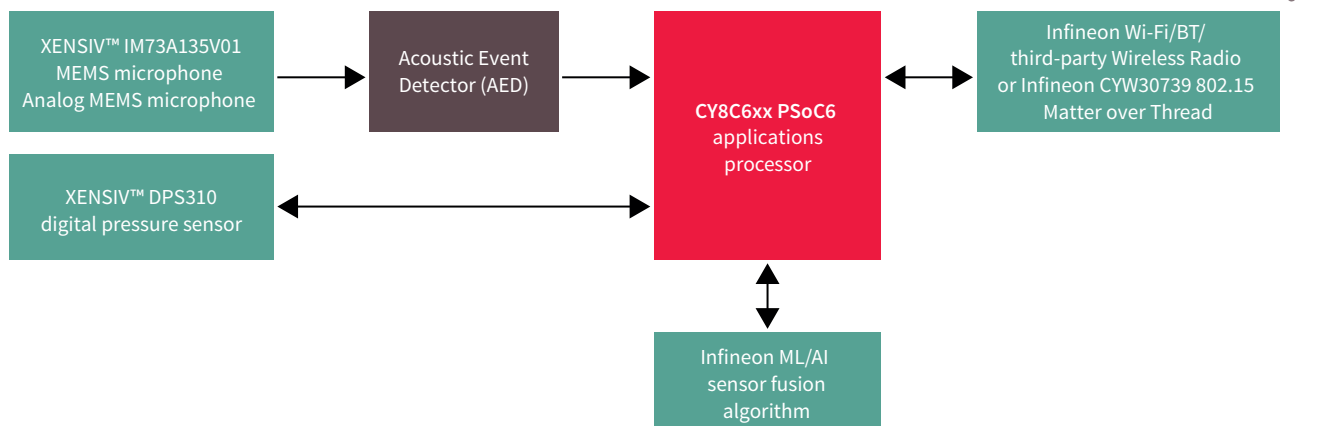 XENSIV™ IM73A135V01
MEMS microphone
Analog MEMS microphone
Acoustic Event
Detector (AED)
CY8C6xx PSoC6
applications
processor
Infineon Wi-Fi/BT/
third-party Wireless Radio
or Infineon CYW30739 802.15
Matter over Thread
XENSIV™ DPS310
digital pressure sensor
Infineon ML/AI
sensor fusion
algorithm